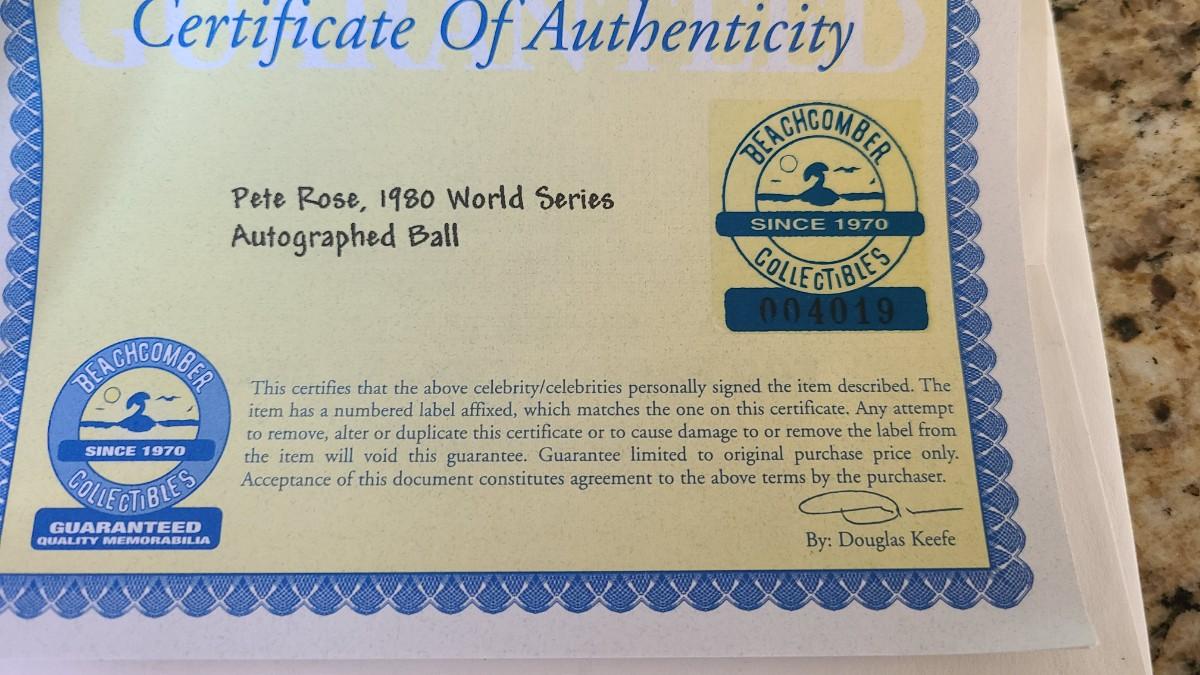 GUARANTEED
Certificate Of Authenticity
BEACHCOMBER
SINCE 1970
COLLECTIBLES
004019
Pete Rose, 1980 World Series
Autographed Ball
BEACHCOMBER
SINCE 1970
COLLECTIBLES
GUARANTEED
QUALITY MEMORABILIA
This certifies that the above celebrity/celebrities personally signed the item described. The
item has a numbered label affixed, which matches the one on this certificate. Any attempt
to remove, alter or duplicate this certificate or to cause damage to or remove the label from
the item will void this guarantee. Guarantee limited to original purchase price only.
Acceptance of this document constitutes agreement to the above terms by the purchaser.
By: Douglas Keefe